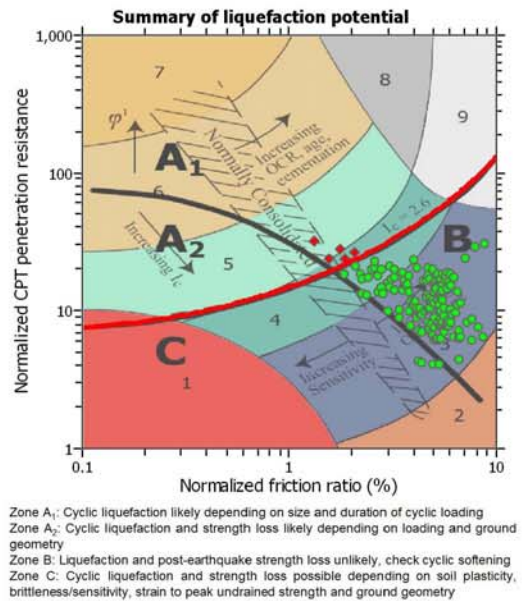 Summary of liquefaction potential
1,000
7
8
9
φ'
Increasing
OCR, age,
cementation
Normally Consolidated
A1
100
6
A2
Increasing Ic
5
Ic = 2.6
B
Normalized CPT penetration resistance
10
4
C
1
Increasing
Sensitivity
3
2
1
0.1
1
10
Normalized friction ratio (%)
Zone A1: Cyclic liquefaction likely depending on size and duration of cyclic loading
Zone A2: Cyclic liquefaction and strength loss likely depending on loading and ground
geometry
Zone B: Liquefaction and post-earthquake strength loss unlikely, check cyclic softening
Zone C: Cyclic liquefaction and strength loss possible depending on soil plasticity,
brittleness/sensitivity, strain to peak undrained strength and ground geometry